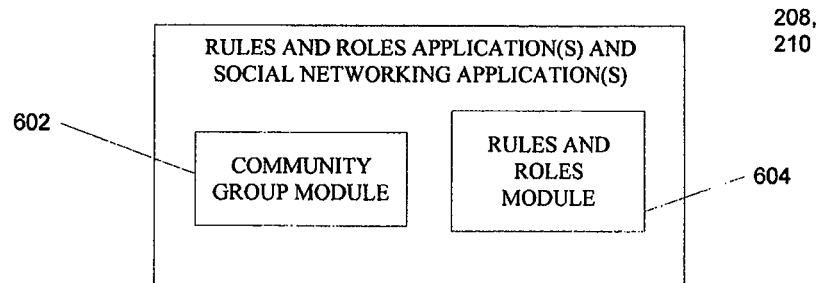 208,
210
RULES AND ROLES APPLICATION(S) AND
SOCIAL NETWORKING APPLICATION(S)
602
COMMUNITY
GROUP MODULE
RULES AND
ROLES
MODULE
604